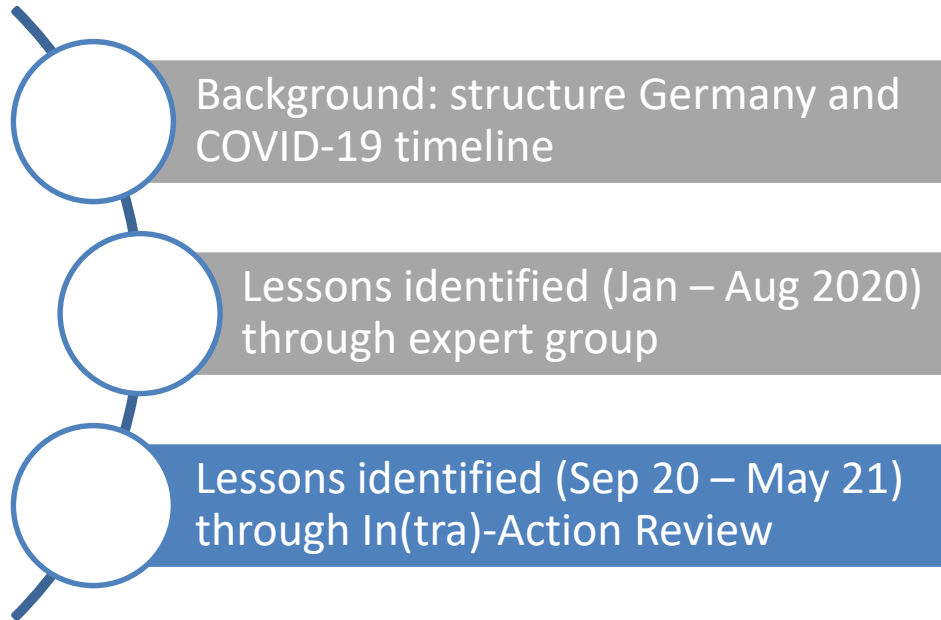 Background: structure Germany and
COVID-19 timeline
Lessons identified (Jan – Aug 2020)
through expert group
Lessons identified (Sep 20 – May 21)
through In(tra)-Action Review